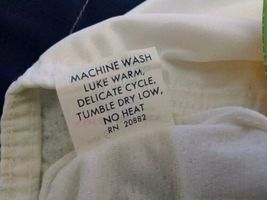 MACHINE WASH
LUKE WARM,
DELICATE CYCLE,
TUMBLE DRY LOW,
NO HEAT
RN 20882